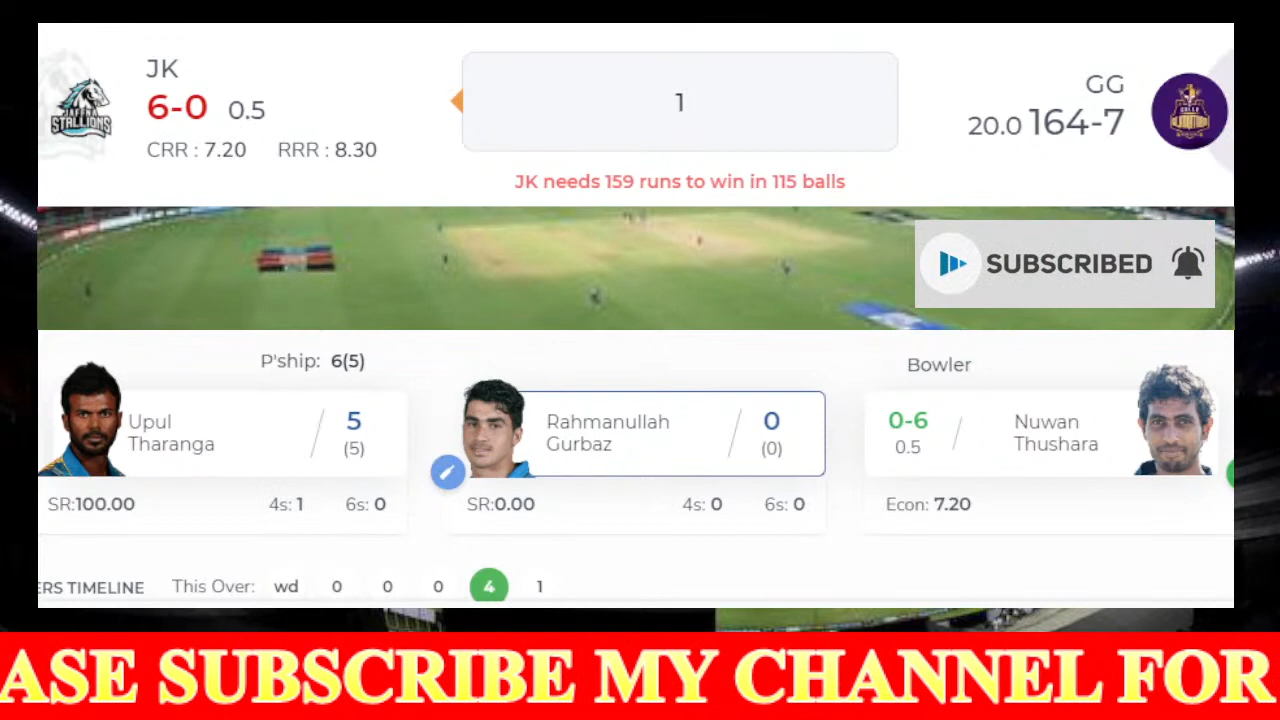 JK
6-0 0.5
CRR : 7.20 RRR : 8.30
JAFFNA
STALLIONS
1
JK needs 159 runs to win in 115 balls
GG
20.0 164-7
SUBSCRIBED
P'ship: 6(5)
Upul
Tharanga
5
(5)
SR:100.00 4s: 1 6s: 0
Rahmanullah
Gurbaz
0
(0)
SR:0.00 4s: 0 6s: 0
Bowler
0-6
0.5
Nuwan
Thushara
Econ: 7.20
ERS TIMELINE This Over: wd 0 0 0 4 1
ASE SUBSCRIBE MY CHANNEL FOR